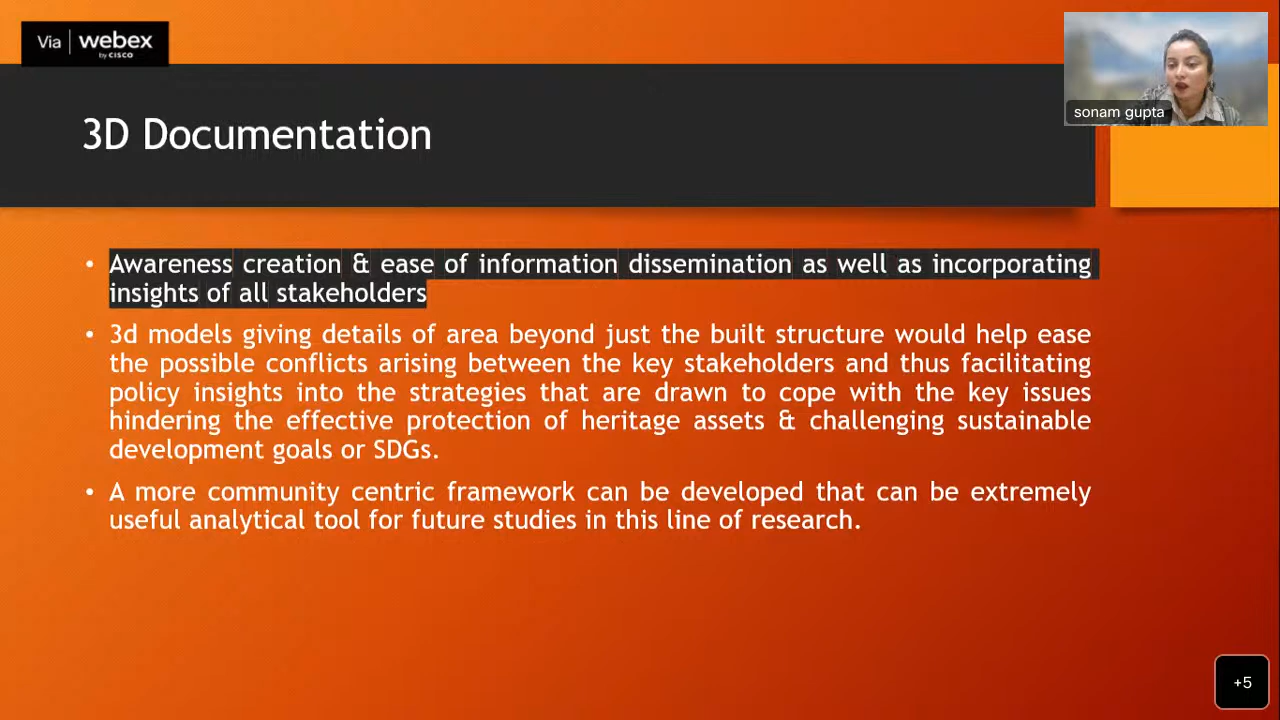 Via webex
by CISCO
sonam gupta
3D Documentation
• Awareness creation & ease of information dissemination as well as incorporating
insights of all stakeholders
• 3d models giving details of area beyond just the built structure would help ease
the possible conflicts arising between the key stakeholders and thus facilitating
policy insights into the strategies that are drawn to cope with the key issues
hindering the effective protection of heritage assets & challenging sustainable
development goals or SDGs.
• A more community centric framework can be developed that can be extremely
useful analytical tool for future studies in this line of research.
+5